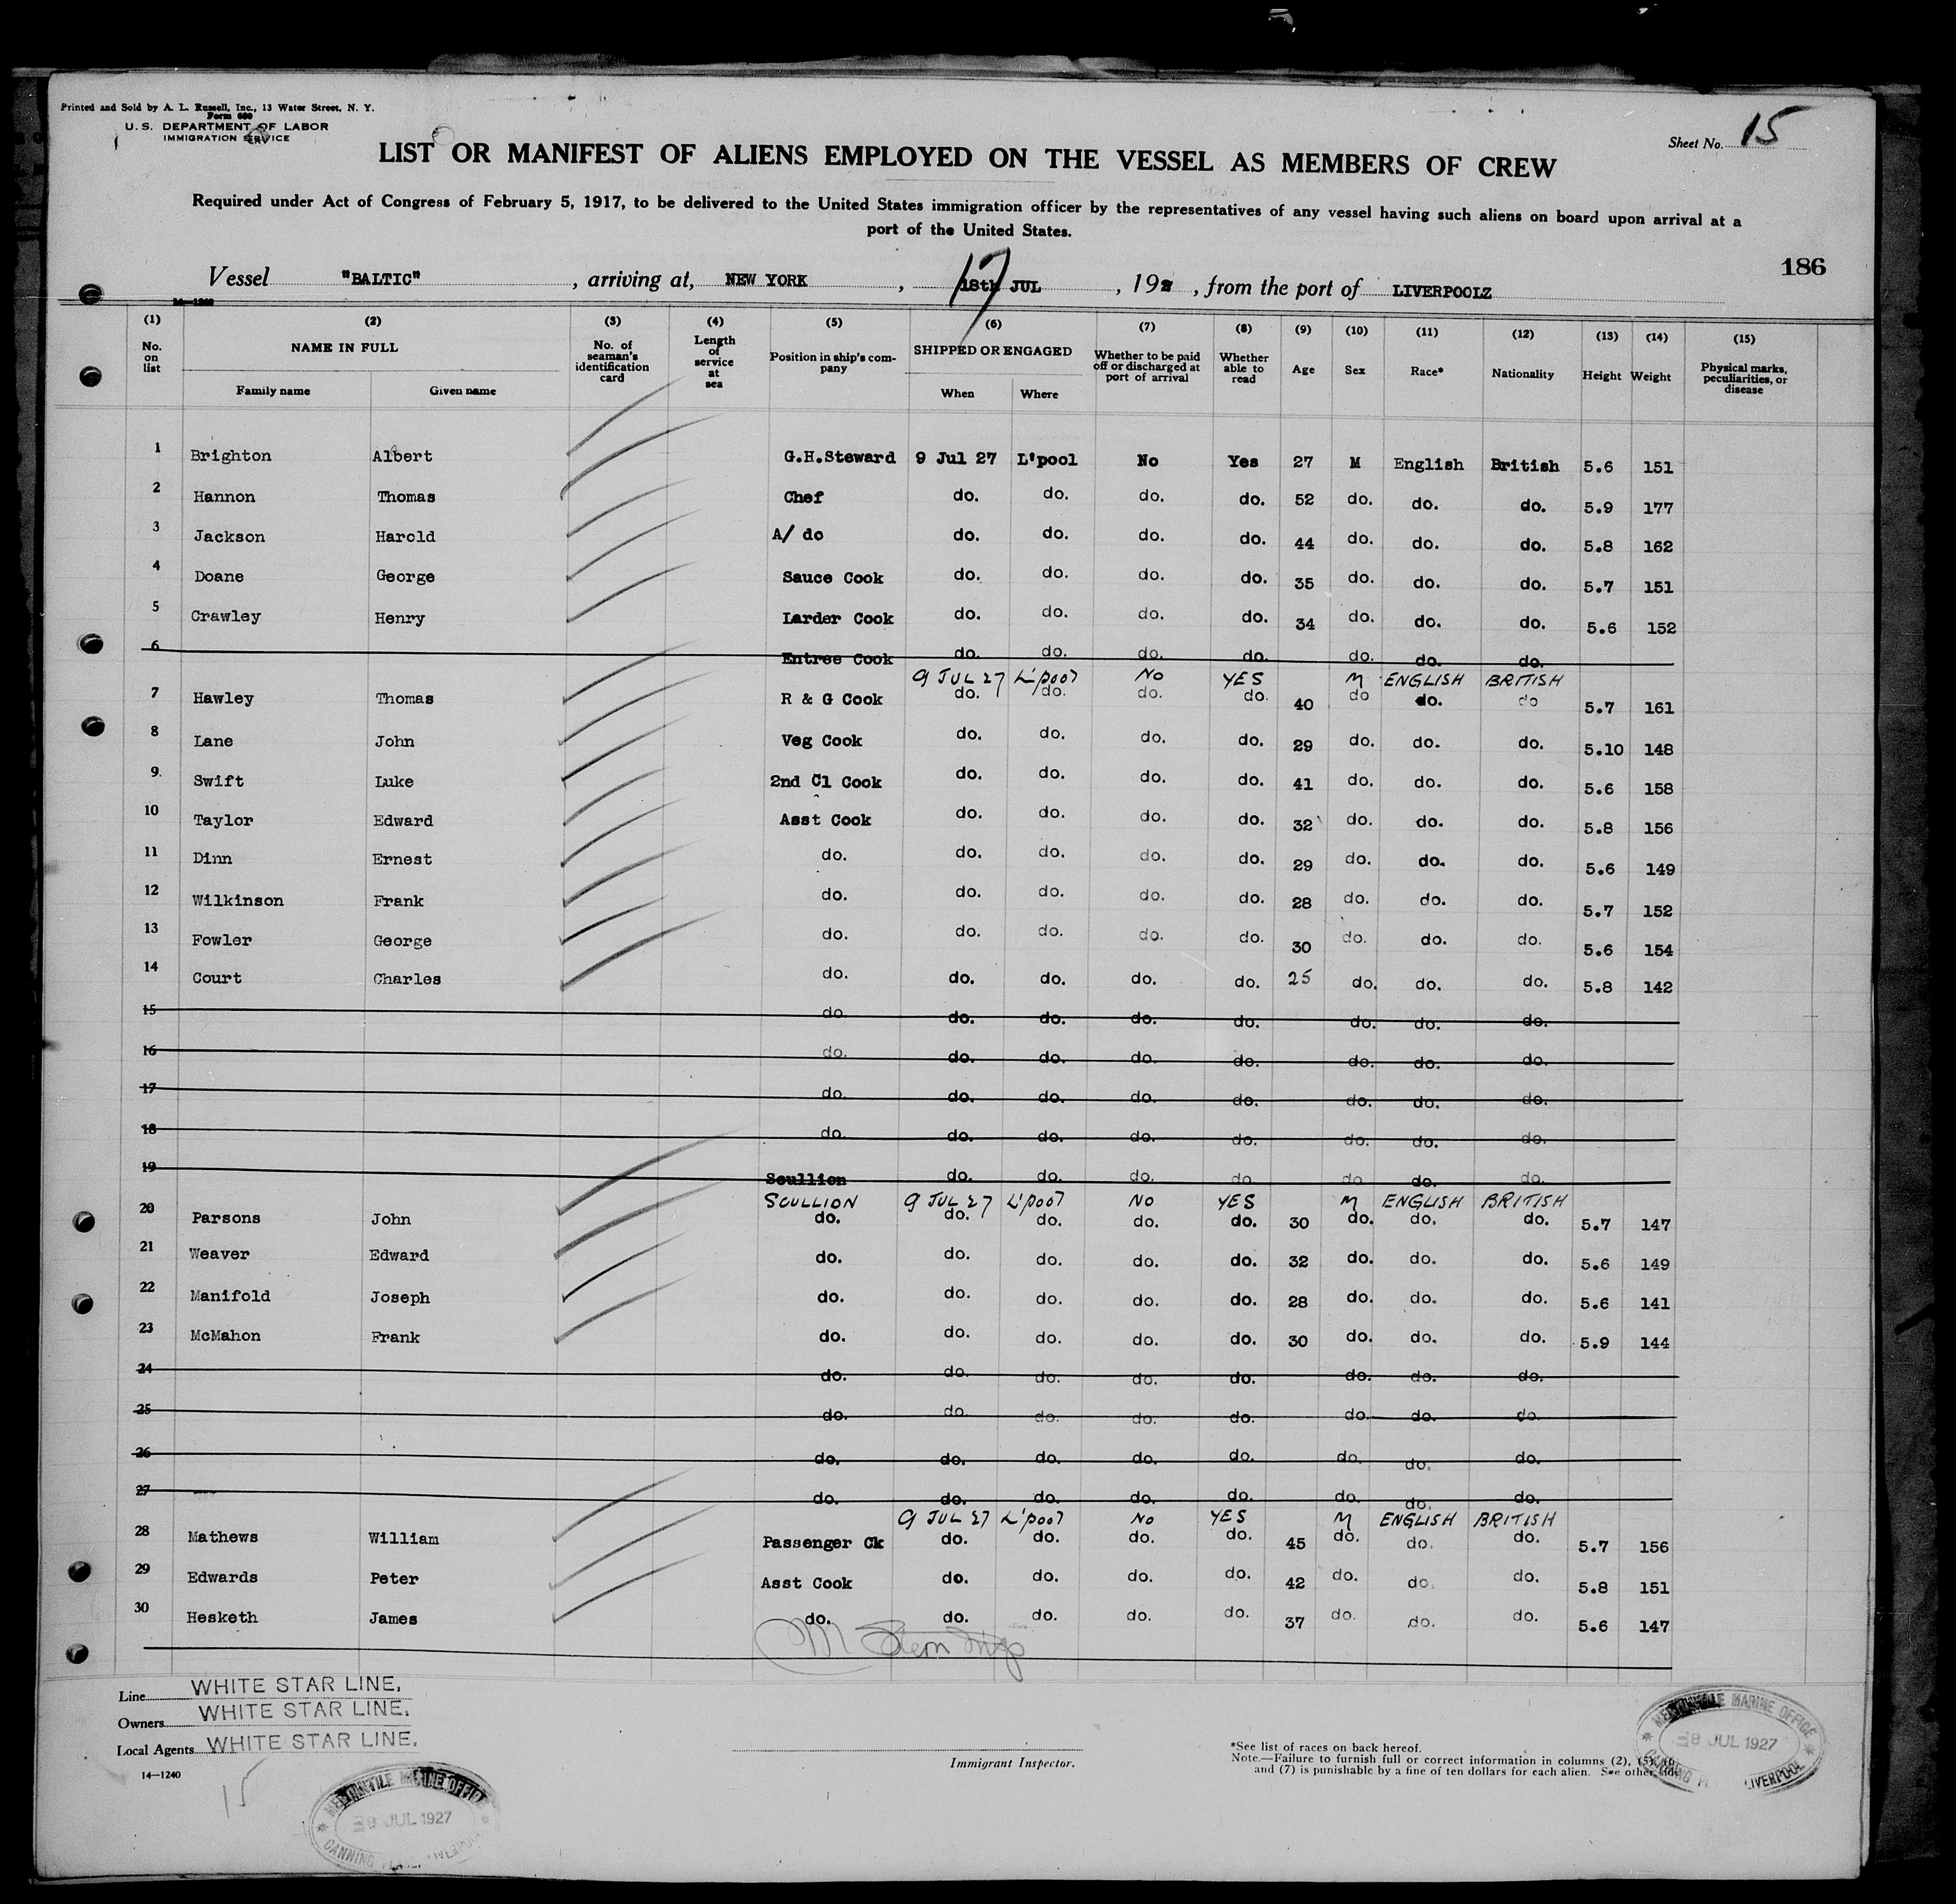 Printed and Sold by A. L. Russell, Inc., 13 Water Street, N. Y.
Form 680
U. S. DEPARTMENT OF LABOR
IMMIGRATION SERVICE
Sheet No. 15
LIST OR MANIFEST OF ALIENS EMPLOYED ON THE VESSEL AS MEMBERS OF CREW
Required under Act of Congress of February 5, 1917, to be delivered to the United States immigration officer by the representatives of any vessel having such aliens on board upon arrival at a
port of the United States.
186
Vessel "BALTIC" , arriving at, NEW YORK , 18th 17 JUL , 192 , from the port of LIVERPOOLZ
14-1240
(1) (2) (3) (4) (5) (6) (7) (8) (9) (10) (11) (12) (13) (14) (15)
No. on list NAME IN FULL No. of seaman's identification card Length of service at sea Position in ship's company SHIPPED OR ENGAGED Whether to be paid off or discharged at port of arrival Whether able to read Age Sex Race* Nationality Height Weight Physical marks, peculiarities, or disease
Family name Given name When Where
1 Brighton Albert G.H.Steward 9 Jul 27 L'pool No Yes 27 M English British 5.6 151
2 Hannon Thomas Chef do. do. do. do. 52 do. do. do. 5.9 177
3 Jackson Harold A/ do do. do. do. do. 44 do. do. do. 5.8 162
4 Doane George Sauce Cook do. do. do. do. 35 do. do. do. 5.7 151
5 Crawley Henry Larder Cook do. do. do. do. 34 do. do. do. 5.6 152
6 Entree Cook do. do. do. do. do. do. do.
9 JUL 27 L'pool No YES M ENGLISH BRITISH
7 Hawley Thomas R & G Cook do. do. do. do. 40 do do. do 5.7 161
8 Lane John Veg Cook do. do. do. do. 29 do. do. do. 5.10 148
9. Swift Luke 2nd Cl Cook do. do. do. do. 41 do. do. do. 5.6 158
10 Taylor Edward Asst Cook do. do. do. do. 32 do. do. do. 5.8 156
11 Dinn Ernest do. do. do. do. do. 29 do. do. do. 5.6 149
12 Wilkinson Frank do. do. do. do. do. 28 do. do. do. 5.7 152
13 Fowler George do. do. do. do. do. 30 do. do. do. 5.6 154
14 Court Charles do. do. do. do. do. 25 do. do. do. 5.8 142
15 do. do. do. do. do. do. do. do.
16 do. do. do. do. do. do. do. do.
17 do. do. do. do. do. do. do. do.
18 do. do. do. do. do. do. do. do.
19 Scullion do. do. do. do do do. do.
SCULLION 9 JUL 27 L'pool No YES M ENGLISH BRITISH
20 Parsons John do. do. do. do. do. 30 do. do. do. 5.7 147
21 Weaver Edward do. do. do. do. do. 32 do. do. do. 5.6 149
22 Manifold Joseph do. do. do. do. do. 28 do. do. do. 5.6 141
23 McMahon Frank do. do. do. do. do. 30 do. do. do. 5.9 144
24 do. do. do. do. do. do. do. do.
25 do. do. do. do. do. do. do. do.
26 do. do. do. do. do. do. do. do.
27 do. do. do. do. do. do. do. do.
9 JUL 27 L'pool No YES M ENGLISH BRITISH
28 Mathews William Passenger Ck do. do. do. do. 45 do. do. do. 5.7 156
29 Edwards Peter Asst Cook do. do. do. do. 42 do. do. do. 5.8 151
30 Hesketh James do. do. do. do. do. 37 do. do. do. 5.6 147
Line WHITE STAR LINE.
Owners WHITE STAR LINE.
Local Agents WHITE STAR LINE.
14—1240
15
Immigrant Inspector.
*See list of races on back hereof.
Note.—Failure to furnish full or correct information in columns (2), (5), (6)
and (7) is punishable by a fine of ten dollars for each alien. See other side.
MERCANTILE MARINE OFFICE
8 JUL 1927
CANNING LIVERPOOL
MERCANTILE MARINE OFFICE
8 JUL 1927
CANNING LIVERPOOL